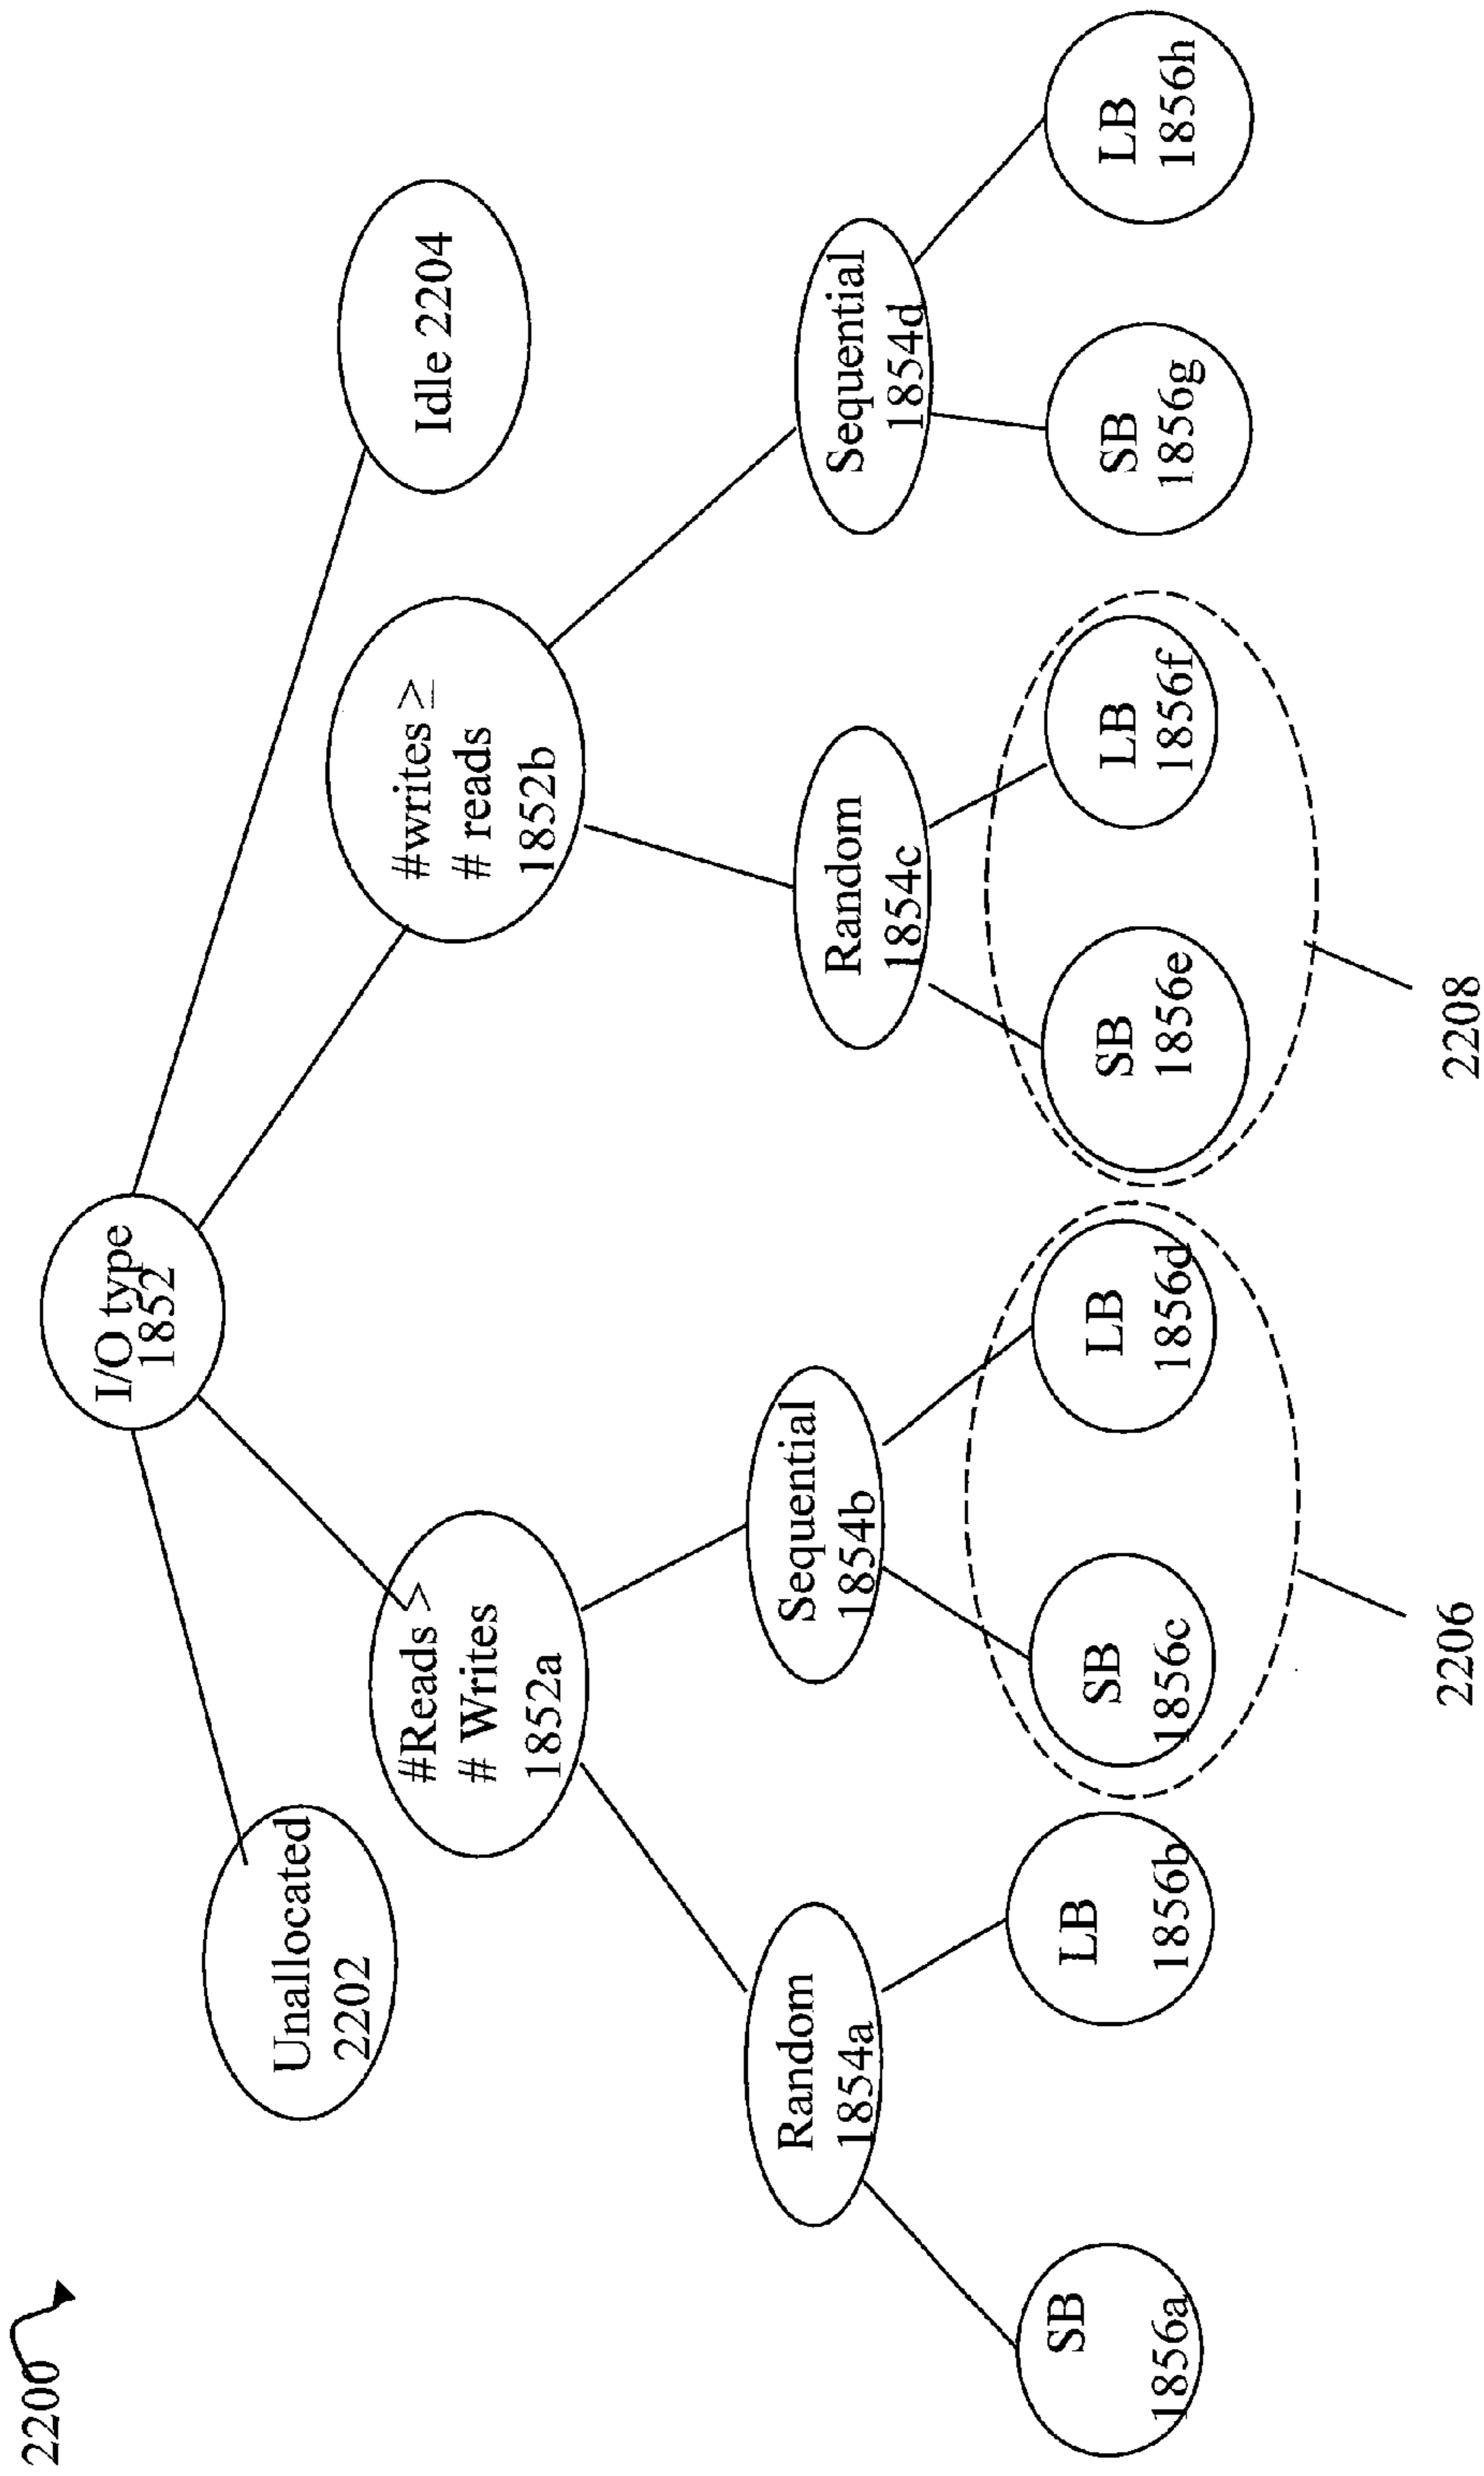 2200
I/O type
1852
Unallocated
2202
#Reads >
# Writes
1852a
#writes ≥
# reads
1852b
Idle 2204
Random
1854a
Sequential
1854b
Random
1854c
Sequential
1854d
SB
1856a
LB
1856b
SB
1856c
LB
1856d
SB
1856e
LB
1856f
SB
1856g
LB
1856h
2206
2208